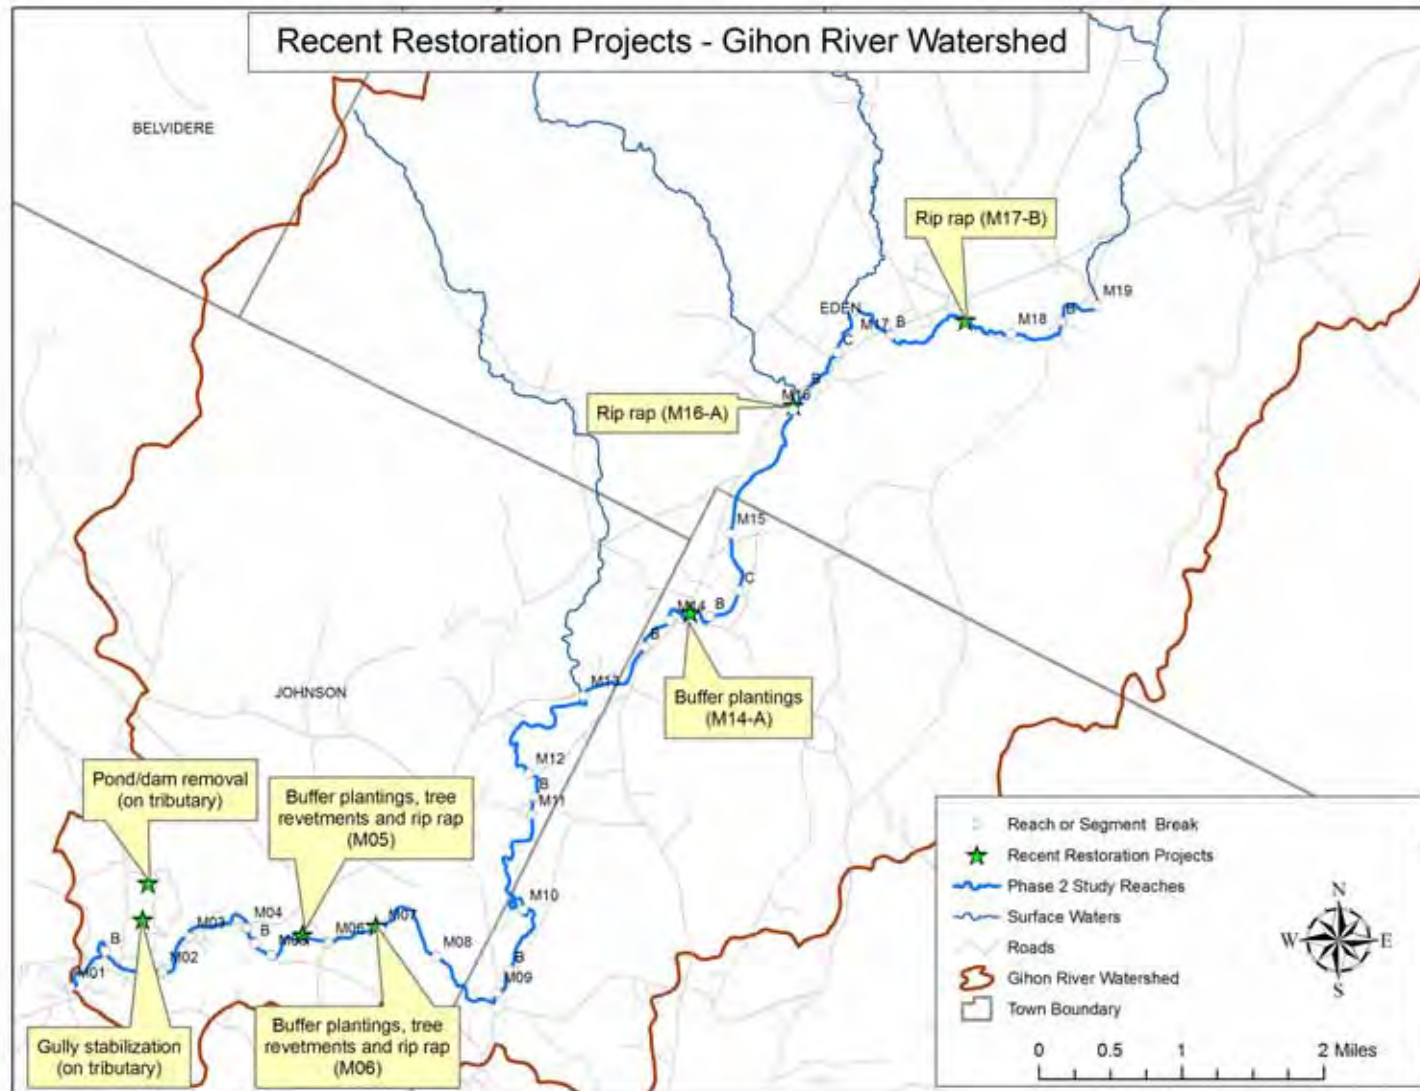 Recent Restoration Projects - Gihon River Watershed
BELVIDERE
Rip rap (M17-B)
M19
B
EDEN
M17
B
M18
C
B
M16
Rip rap (M16-A)
M15
C
M14
B
B
Buffer plantings
(M14-A)
M13
JOHNSON
M12
B
M11
Pond/dam removal
(on tributary)
Buffer plantings, tree
revetments and rip rap
(M05)
M10
M04
M03
B
M07
M06
M05
B
M02
M01
M08
B
M09
Gully stabilization
(on tributary)
Buffer plantings, tree
revetments and rip rap
(M06)
Reach or Segment Break
Recent Restoration Projects
Phase 2 Study Reaches
Surface Waters
Roads
Gihon River Watershed
Town Boundary
N
W E
S
0 0.5 1 2 Miles